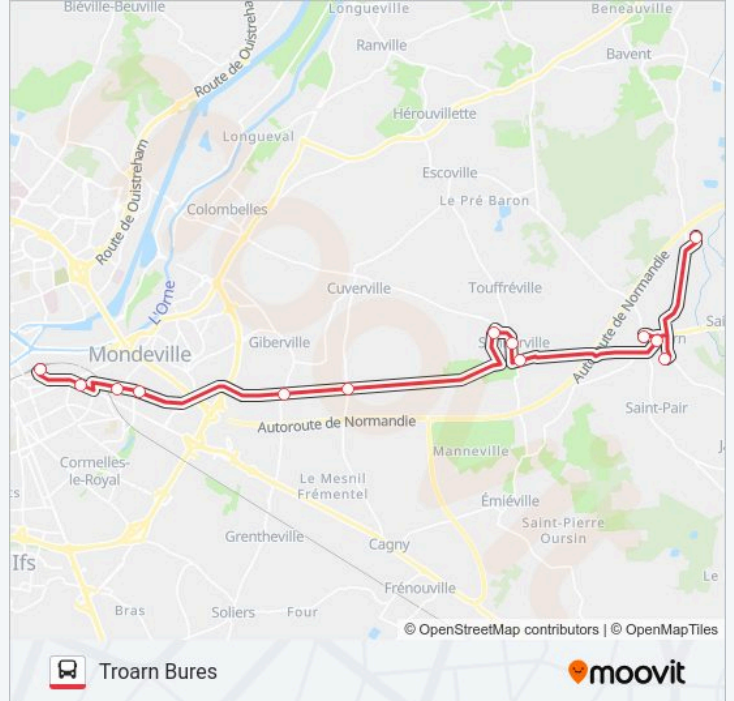 Biéville-Beuville
Longueville
Beneauville
Ranville
Bavent
Route de Ouistreham
Hérouvillette
Longueval
Escoville
Route de Ouistreham
Le Pré Baron
Colombelles
L'Orne
Cuverville
Touffréville
Autoroute de Normandie
Giberville
Mondeville
Autoroute de Normandie
Saint-Pair
Manneville
Cormelles-
le-Royal
Le Mesnil
Frémentel
Émiéville
Saint-Pierre
Oursin
Grentheville
Cagny
Ifs
Frénouville
Le
Bras
Soliers
Four
© OpenStreetMap contributors | © OpenMapTiles
Troarn Bures
moovit